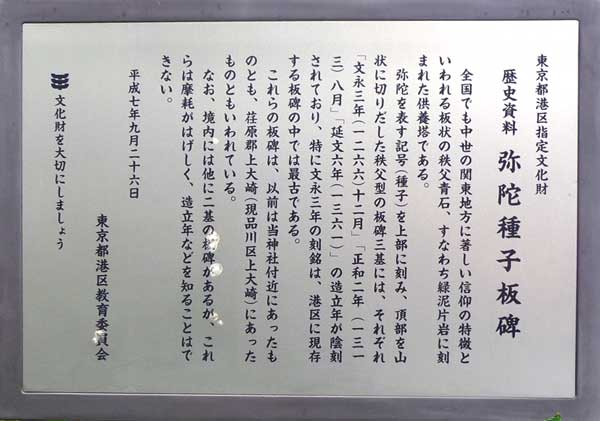 東京都港区指定文化財
歴史資料 弥陀種子板碑
全国でも中世の関東地方に著しい信仰の特徴と
いわれる板状の秩父青石、すなわち緑泥片岩に刻
まれた供養塔である。
弥陀を表す記号(種子)を上部に刻み、頂部を山
状に切りだした秩父型の板碑三基には、それぞれ
「文永三年(一二六六)十二月」「正和二年(一三一
三)八月」「延文六年(一三六一)」の造立年が陰刻
されており、特に文永三年の刻銘は、港区に現存
する板碑の中では最古である。
これらの板碑は、以前は当神社付近にあったも
のとも、荏原郡上大崎(現品川区上大崎)にあった
ものともいわれている。
なお、境内には他に二基の板碑があるが、これ
らは摩耗がはげしく、造立年などを知ることはで
きない。
平成七年九月二十六日
東京都港区教育委員会
文化財を大切にしましょう